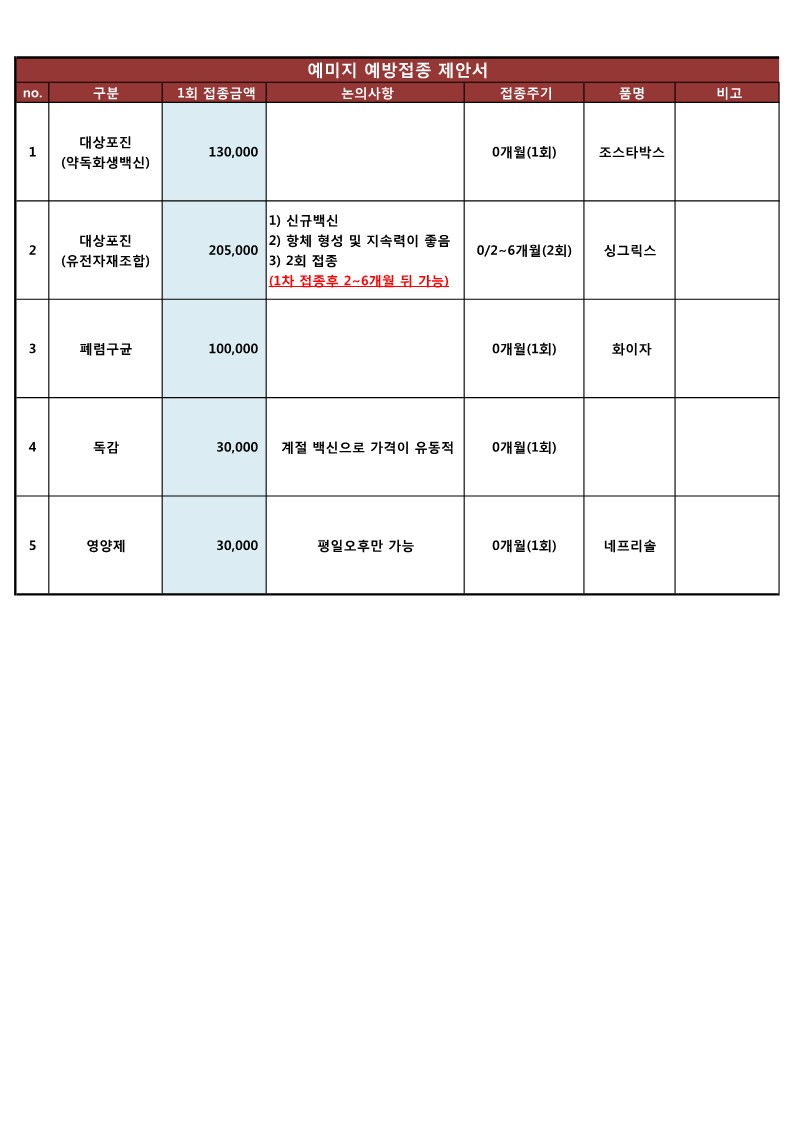 예미지 예방접종 제안서
no. 구분 1회 접종금액 논의사항 접종주기 품명 비고
1 대상포진 (약독화생백신) 130,000 0개월(1회) 조스타박스
2 대상포진 (유전자재조합) 205,000 1) 신규백신
2) 항체 형성 및 지속력이 좋음
3) 2회 접종
(1차 접종후 2~6개월 뒤 가능) 0/2~6개월(2회) 싱그릭스
3 폐렴구균 100,000 0개월(1회) 화이자
4 독감 30,000 계절 백신으로 가격이 유동적 0개월(1회)
5 영양제 30,000 평일오후만 가능 0개월(1회) 네프리솔